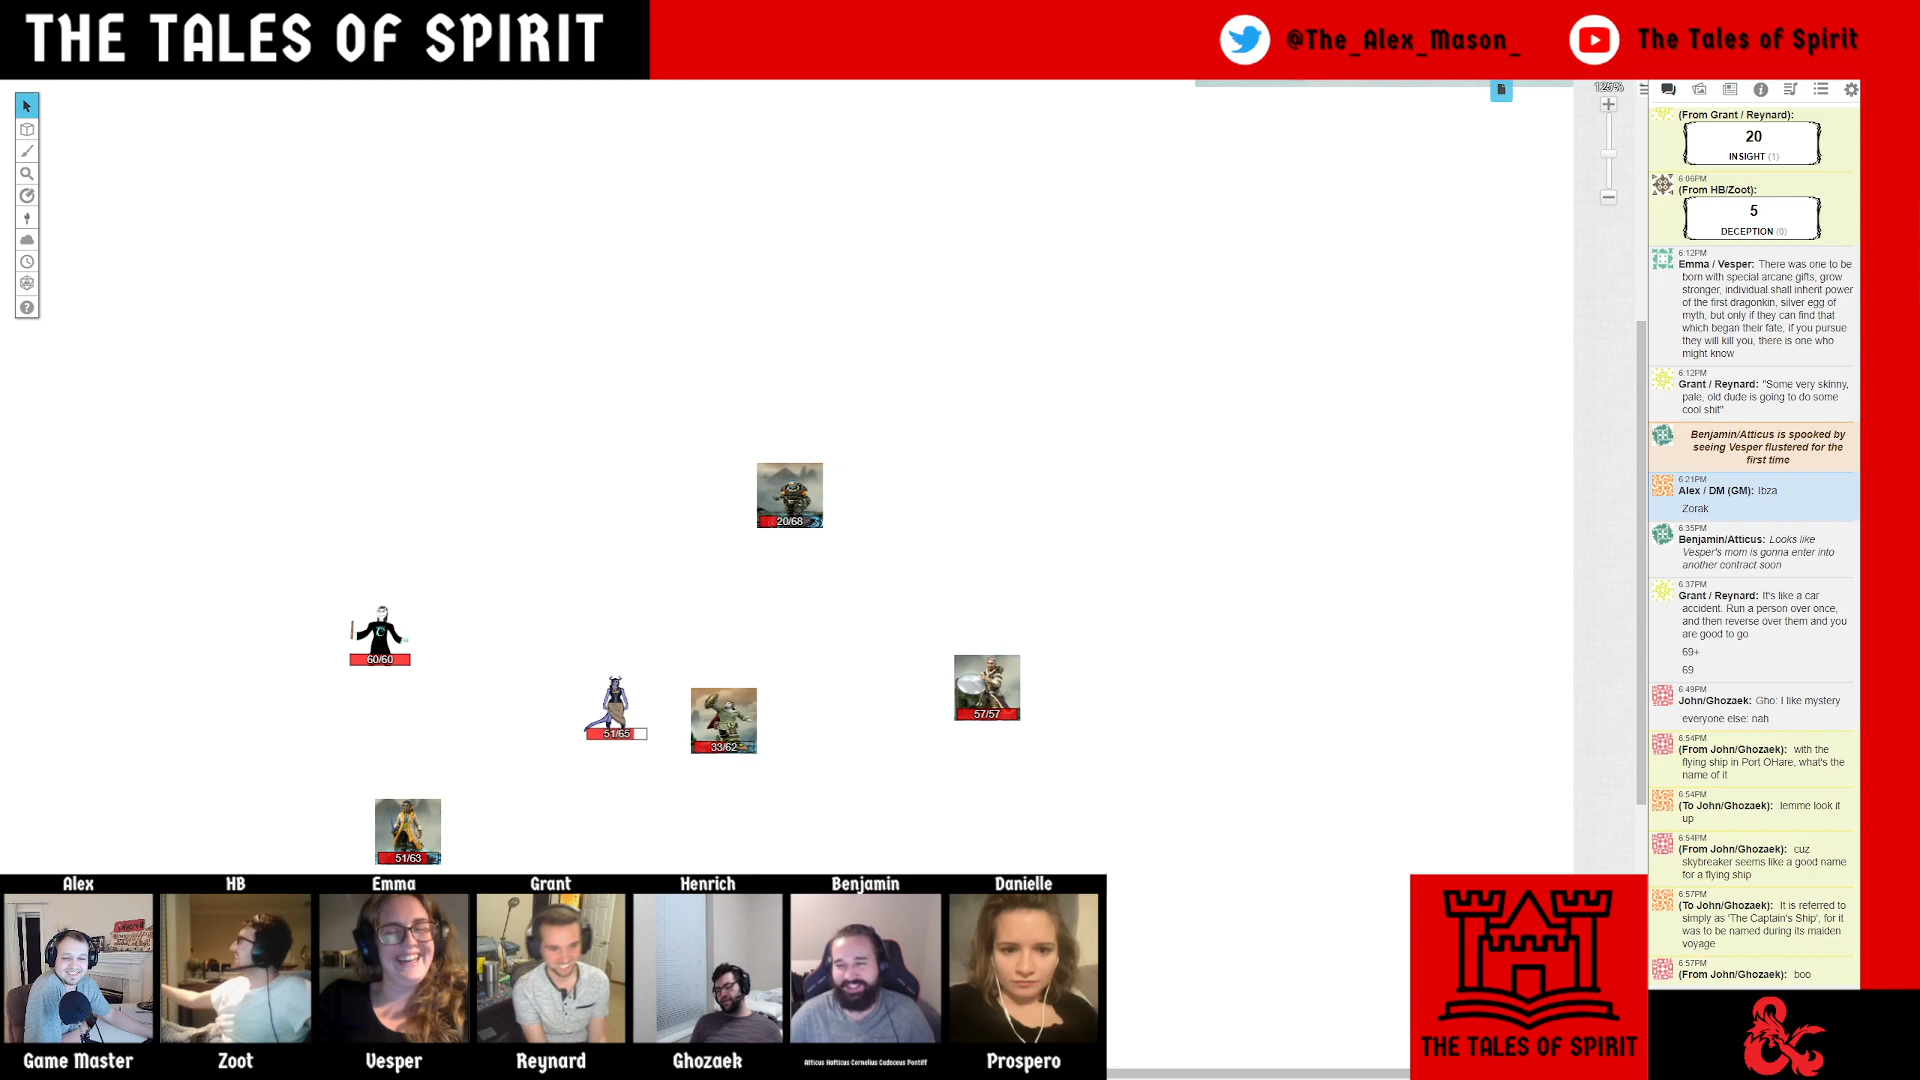 THE TALES OF SPIRIT
@The_Alex_Mason_
The Tales of Spirit
125%
(From Grant / Reynard):
20
INSIGHT (1)
6:06PM
(From HB/Zoot):
5
DECEPTION (0)
6:12PM
Emma / Vesper: There was one to be
born with special arcane gifts, grow
stronger, individual shall inherit power
of the first dragonkin, silver egg of
myth, but only if they can find that
which began their fate, if you pursue
they will kill you, there is one who
might know
6:12PM
Grant / Reynard: "Some very skinny,
pale, old dude is going to do some
cool shit"
Benjamin/Atticus is spooked by
seeing Vesper flustered for the
first time
6:21PM
Alex / DM (GM): Ibza
Zorak
6:35PM
Benjamin/Atticus: Looks like
Vesper's mom is gonna enter into
another contract soon
6:37PM
Grant / Reynard: It's like a car
accident. Run a person over once,
and then reverse over them and you
are good to go
69+
69
6:49PM
John/Ghozaek: Gho: I like mystery
everyone else: nah
6:54PM
(From John/Ghozaek): with the
flying ship in Port OHare, what's the
name of it
6:54PM
(To John/Ghozaek): lemme look it
up
6:54PM
(From John/Ghozaek): cuz
skybreaker seems like a good name
for a flying ship
6:57PM
(To John/Ghozaek): It is referred to
simply as 'The Captain's Ship', for it
was to be named during its maiden
voyage
6:57PM
(From John/Ghozaek): boo
20/68
60/60
51/65
33/62
57/57
51/63
Alex
HB
Emma
Grant
Henrich
Benjamin
Danielle
Game Master
Zoot
Vesper
Reynard
Ghozaek
Atticus Hatticus Cornelius Cadaceus Pontiff
Prospero
THE TALES OF SPIRIT